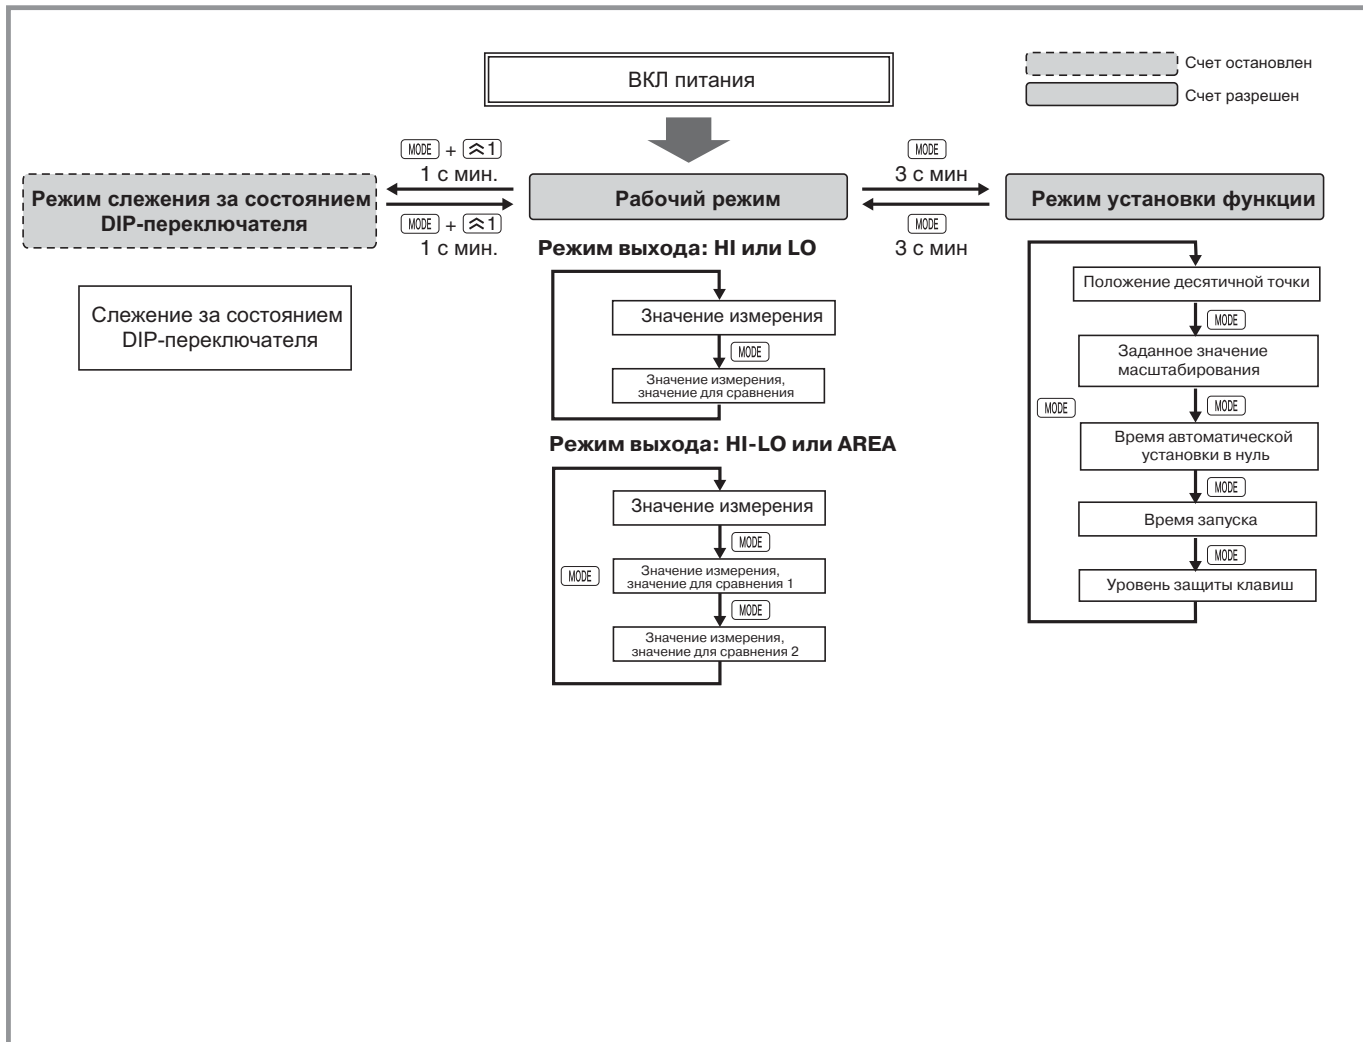 ВКЛ питания
Счет остановлен
Счет разрешен
MODE + 1
1 с мин.
MODE
3 с мин
Режим слежения за состоянием
DIP-переключателя
Рабочий режим
Режим установки функции
MODE + 1
1 с мин.
MODE
3 с мин
Слежение за состоянием
DIP-переключателя
Режим выхода: HI или LO
Значение измерения
MODE
Значение измерения,
значение для сравнения
Режим выхода: HI-LO или AREA
Значение измерения
MODE
MODE
Значение измерения,
значение для сравнения 1
MODE
Значение измерения,
значение для сравнения 2
Положение десятичной точки
MODE
Заданное значение
масштабирования
MODE
MODE
Время автоматической
установки в нуль
MODE
Время запуска
MODE
Уровень защиты клавиш